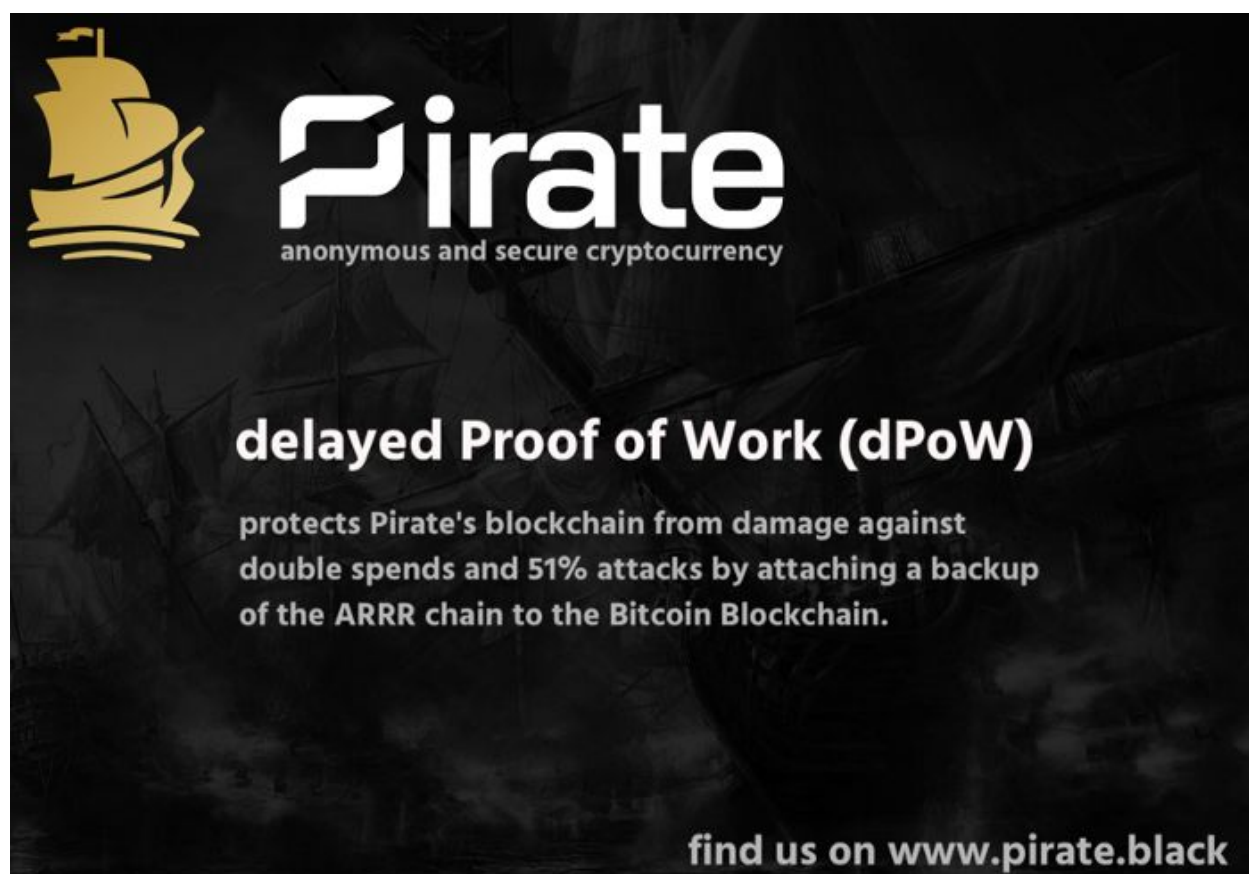 Pirate
anonymous and secure cryptocurrency
delayed Proof of Work (dPoW)
protects Pirate's blockchain from damage against
double spends and 51% attacks by attaching a backup
of the ARRR chain to the Bitcoin Blockchain.
find us on www.pirate.black